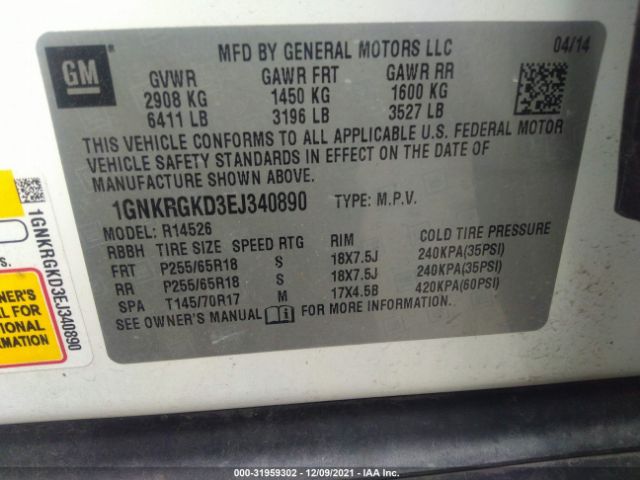 GM
MFD BY GENERAL MOTORS LLC 04/14
GVWR GAWR FRT GAWR RR
2908 KG 1450 KG 1600 KG
6411 LB 3196 LB 3527 LB
THIS VEHICLE CONFORMS TO ALL APPLICABLE U.S. FEDERAL MOTOR
VEHICLE SAFETY STANDARDS IN EFFECT ON THE DATE OF
MANUFACTURE SHOWN ABOVE.
1GNKRGKD3EJ340890 TYPE: M.P.V.
MODEL: R14526
RBBH TIRE SIZE SPEED RTG RIM COLD TIRE PRESSURE
FRT P255/65R18 S 18X7.5J 240KPA(35PSI)
RR P255/65R18 S 18X7.5J 240KPA(35PSI)
SPA T145/70R17 M 17X4.5B 420KPA(60PSI)
SEE OWNER'S MANUAL FOR MORE INFORMATION.
1GNKRGKD3EJ340890
NER'S
AL FOR
TIONAL
RMATION
000-31959302 - 12/09/2021 - IAA Inc.